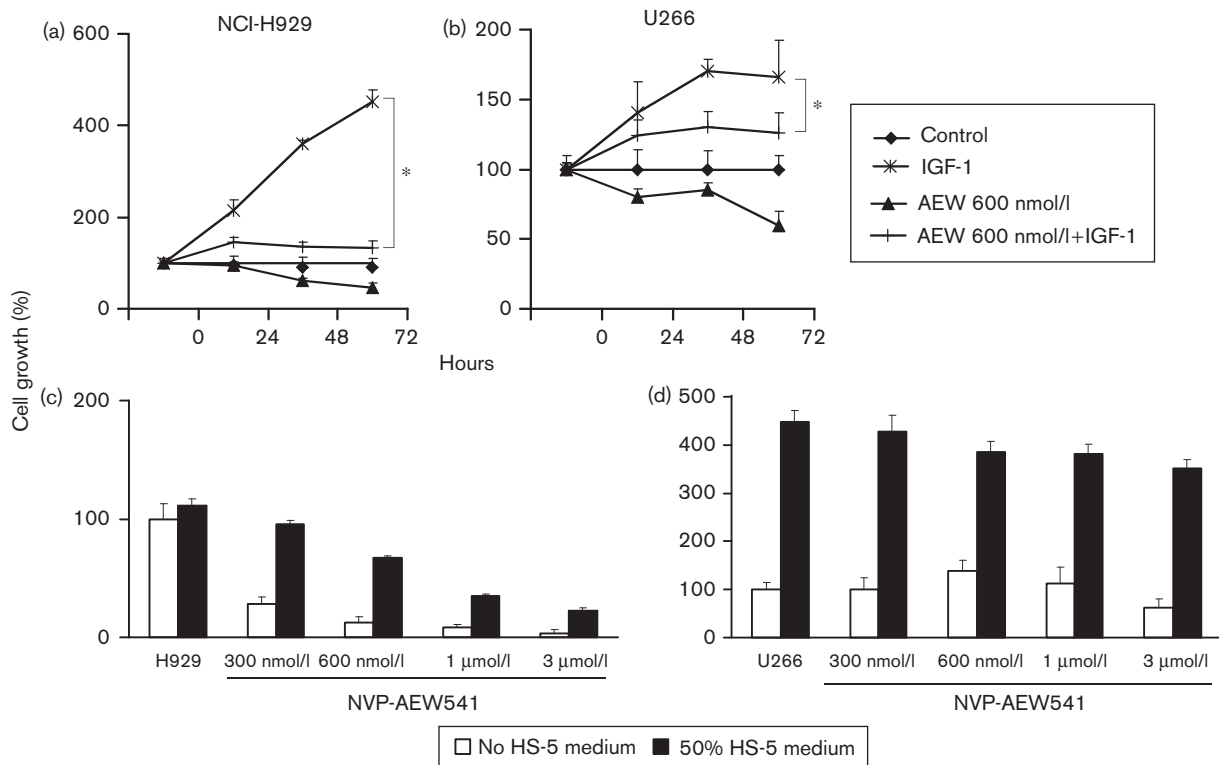 (a) NCI-H929
600
400
200
100
0
0 24 48 72
(b) U266
200
150
100
50
0
0 24 48 72
*
*
Control
IGF-1
AEW 600 nmol/l
AEW 600 nmol/l+IGF-1
Hours
Cell growth (%)
(c)
200
100
0
H929 300 nmol/l 600 nmol/l 1 μmol/l 3 μmol/l
NVP-AEW541
(d)
500
400
300
200
100
0
U266 300 nmol/l 600 nmol/l 1 μmol/l 3 μmol/l
NVP-AEW541
No HS-5 medium 50% HS-5 medium